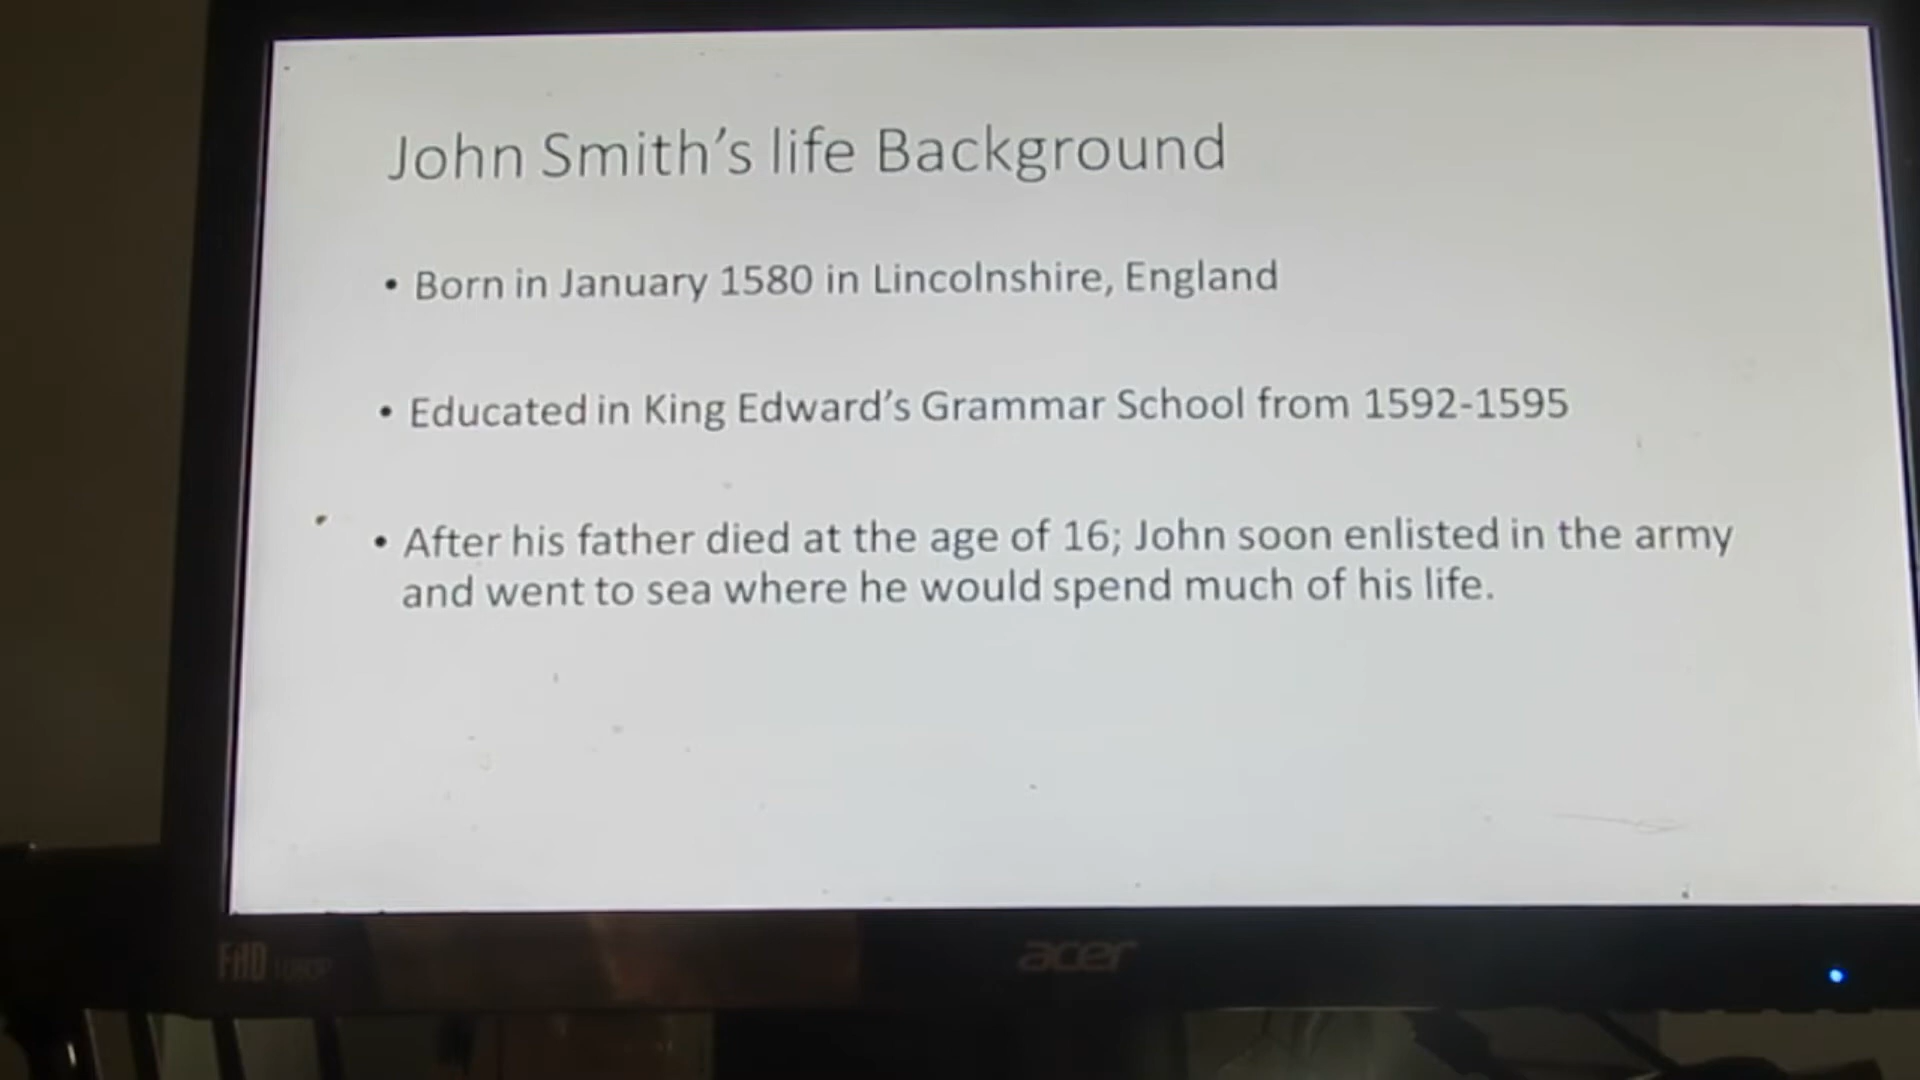 John Smith's life Background
• Born in January 1580 in Lincolnshire, England
• Educated in King Edward's Grammar School from 1592-1595
• After his father died at the age of 16; John soon enlisted in the army
and went to sea where he would spend much of his life.
FHD
acer